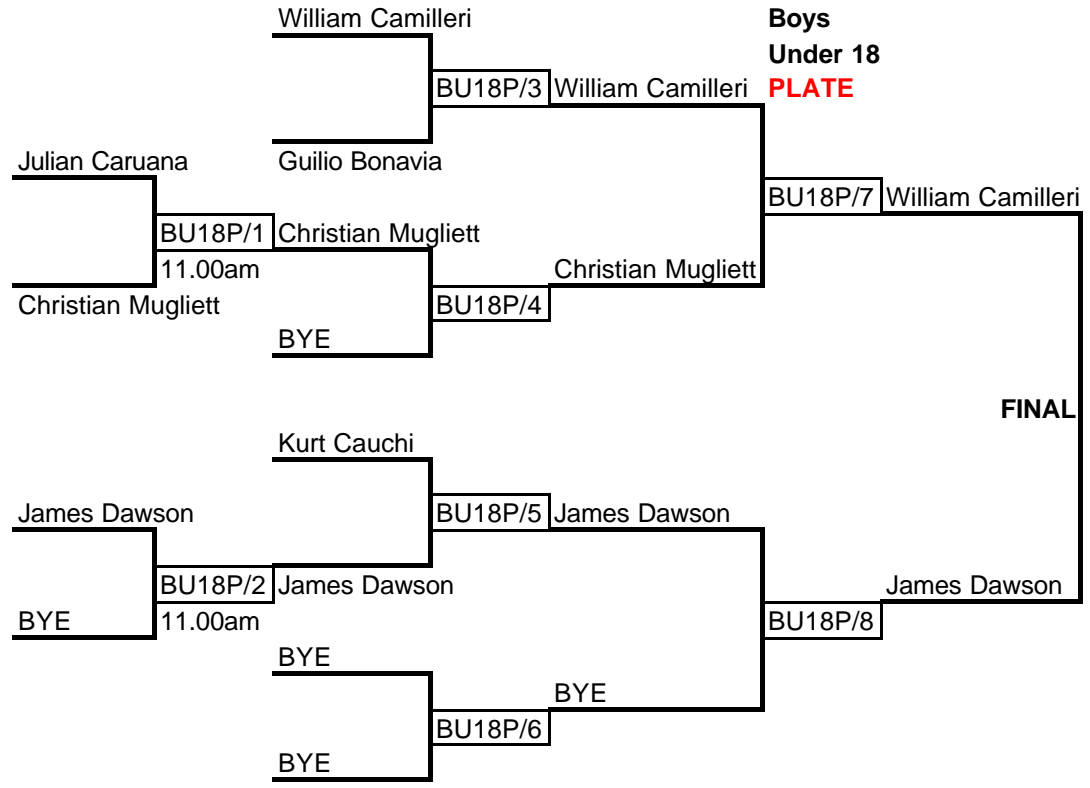 William Camilleri
Boys
Under 18
BU18P/3 William Camilleri PLATE
Julian Caruana
Guilio Bonavia
BU18P/7 William Camilleri
BU18P/1 Christian Mugliett
11.00am
Christian Mugliett
Christian Mugliett
BU18P/4
BYE
FINAL
Kurt Cauchi
James Dawson
BU18P/5 James Dawson
BU18P/2 James Dawson
James Dawson
BYE
11.00am
BU18P/8
BYE
BYE
BU18P/6
BYE